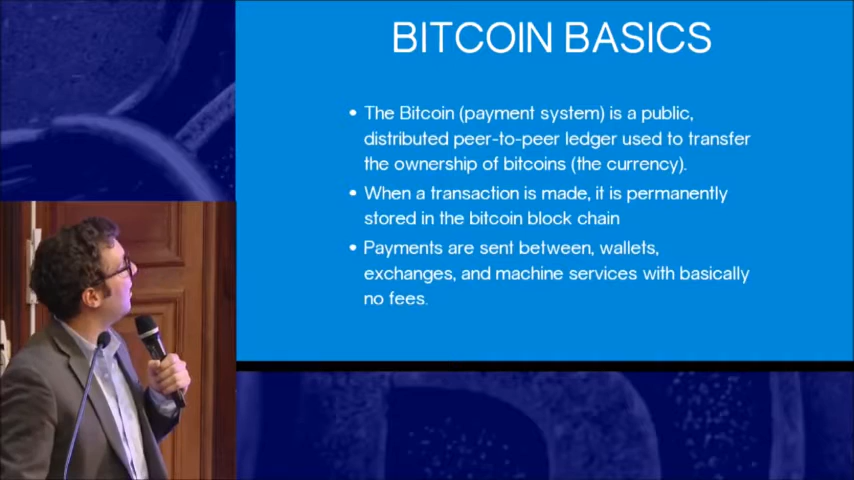 BITCOIN BASICS
• The Bitcoin (payment system) is a public,
distributed peer-to-peer ledger used to transfer
the ownership of bitcoins (the currency).
• When a transaction is made, it is permanently
stored in the bitcoin block chain
• Payments are sent between, wallets,
exchanges, and machine services with basically
no fees.